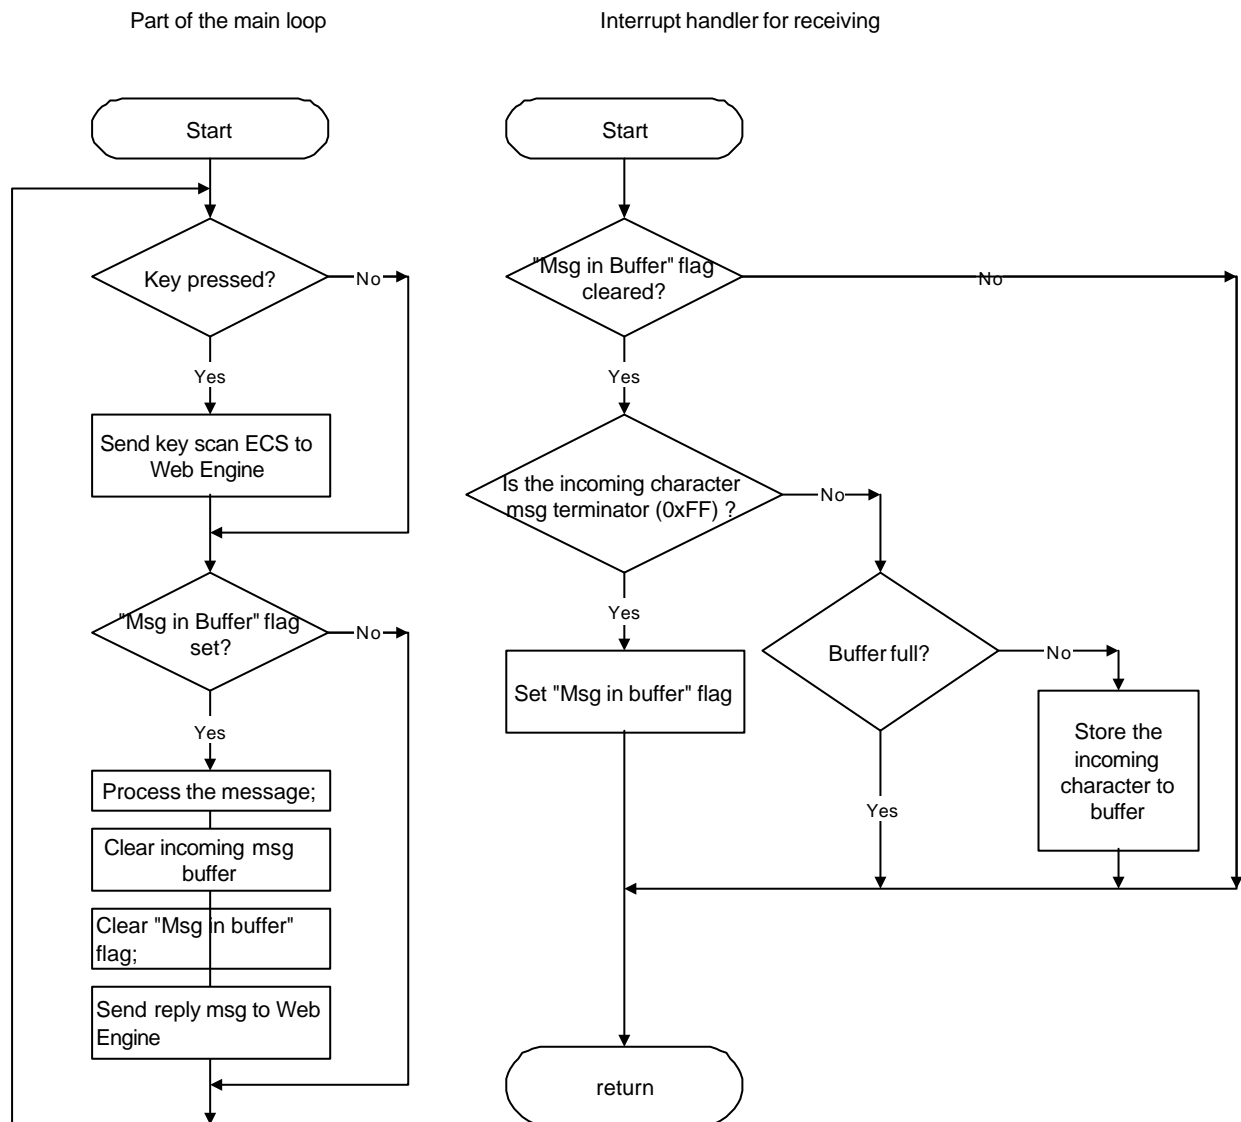 Part of the main loop
Interrupt handler for receiving
Start
Key pressed?
No
Yes
Send key scan ECS to
Web Engine
"Msg in Buffer" flag
set?
No
Yes
Process the message;
Clear incoming msg
buffer
Clear "Msg in buffer"
flag;
Send reply msg to Web
Engine
Start
"Msg in Buffer" flag
cleared?
No
Yes
Is the incoming character
msg terminator (0xFF) ?
No
Yes
Set "Msg in buffer" flag
Buffer full?
No
Yes
Store the
incoming
character to
buffer
return